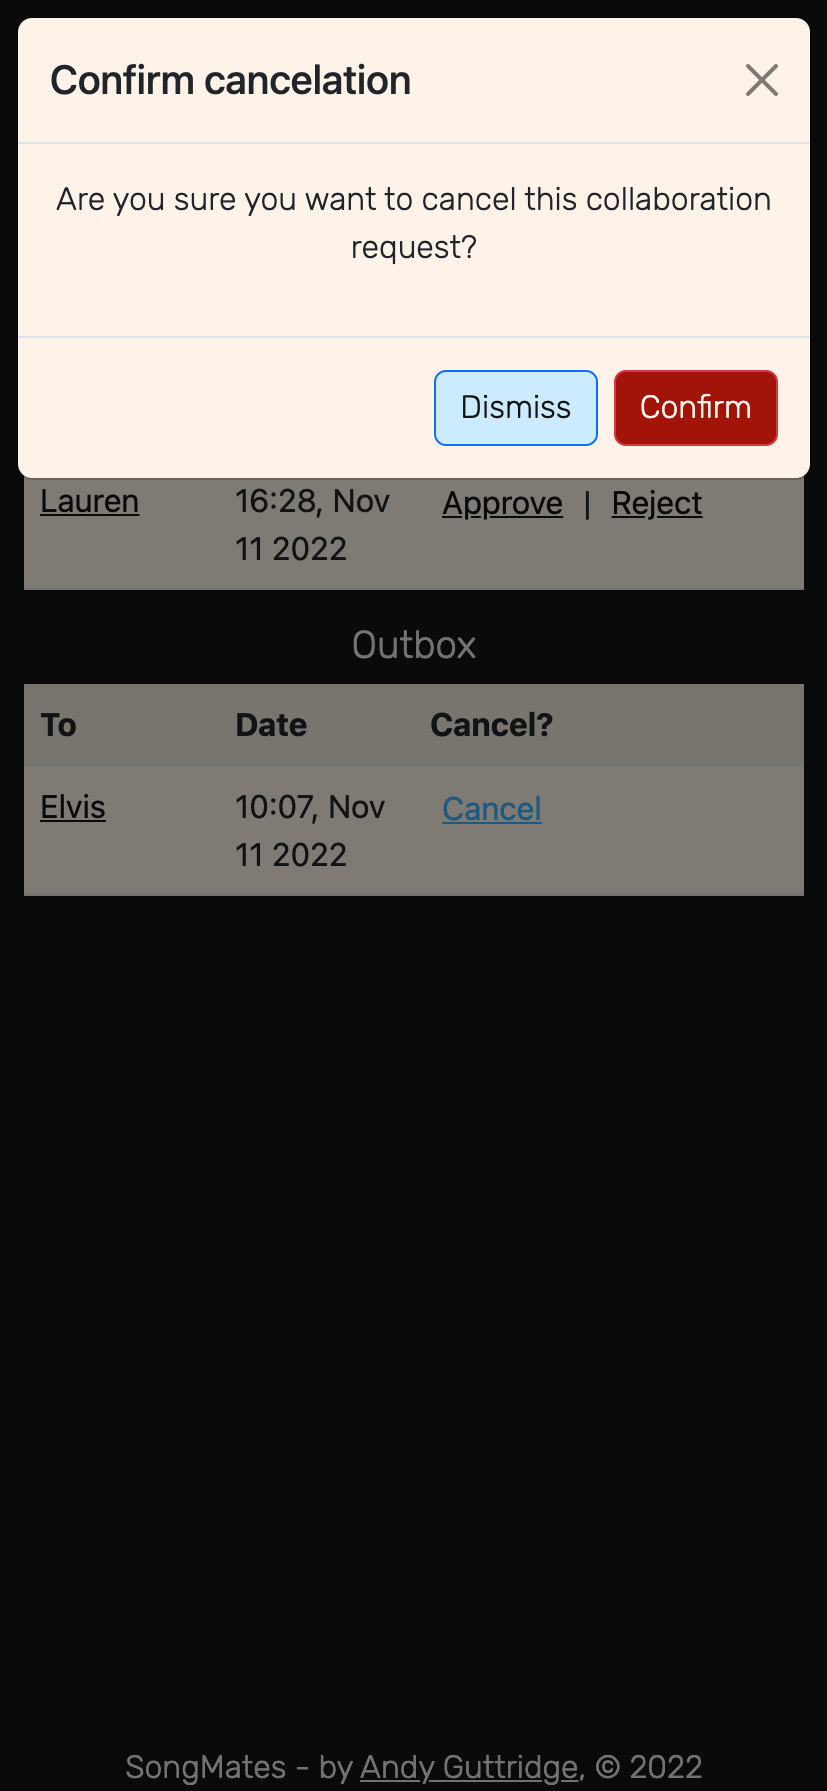 Confirm cancelation
Are you sure you want to cancel this collaboration
request?
Dismiss Confirm
Lauren 16:28, Nov Approve | Reject
11 2022
Outbox
To Date Cancel?
Elvis 10:07, Nov Cancel
11 2022
SongMates - by Andy Guttridge, © 2022